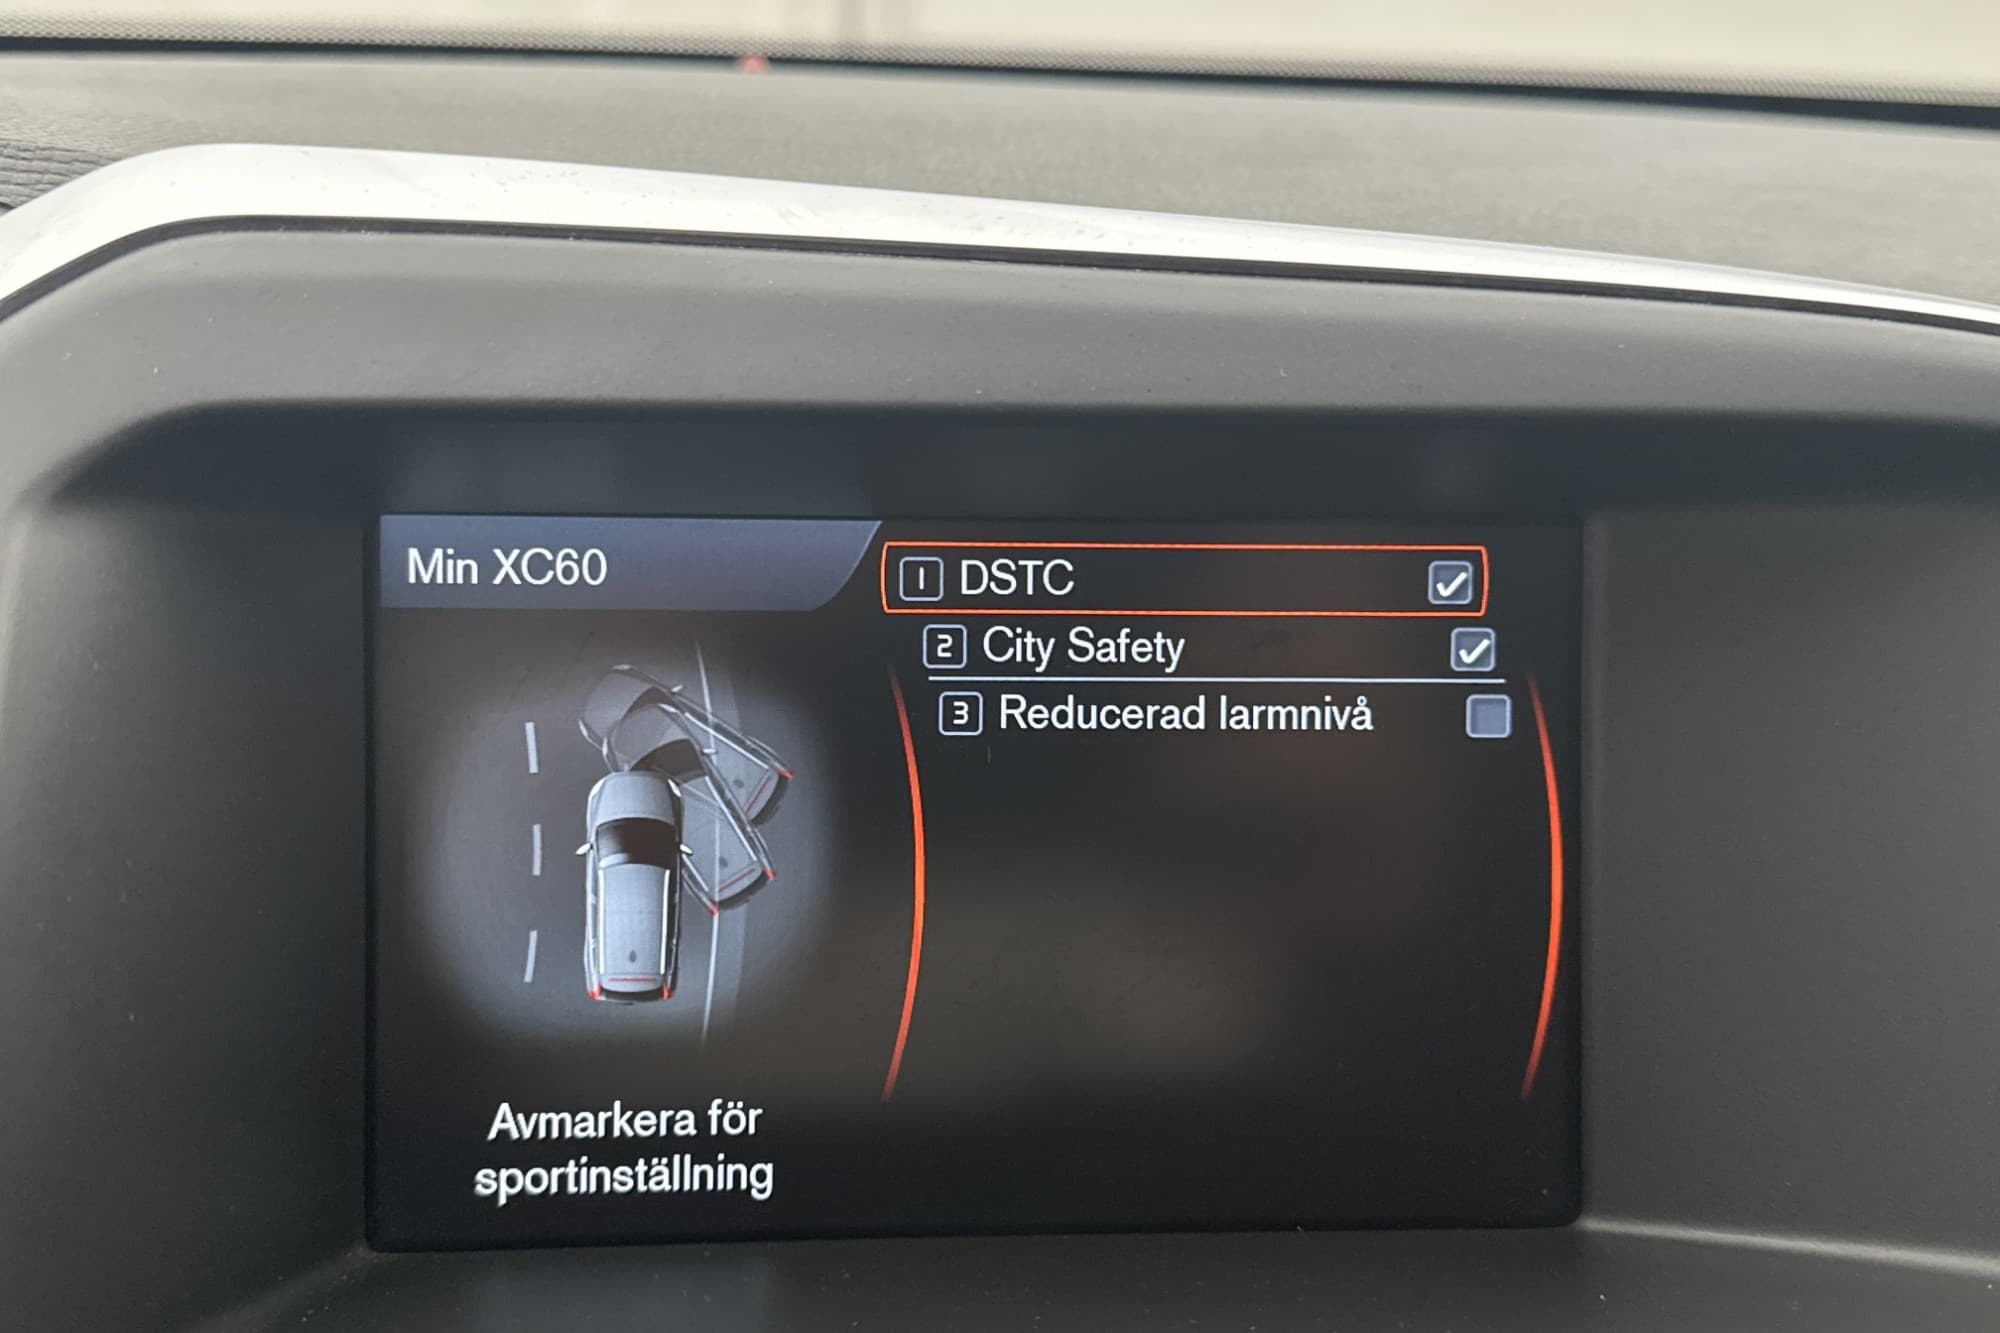 Min XC60
1 DSTC
2 City Safety
3 Reducerad larmnivå
Avmarkera för
sportinställning